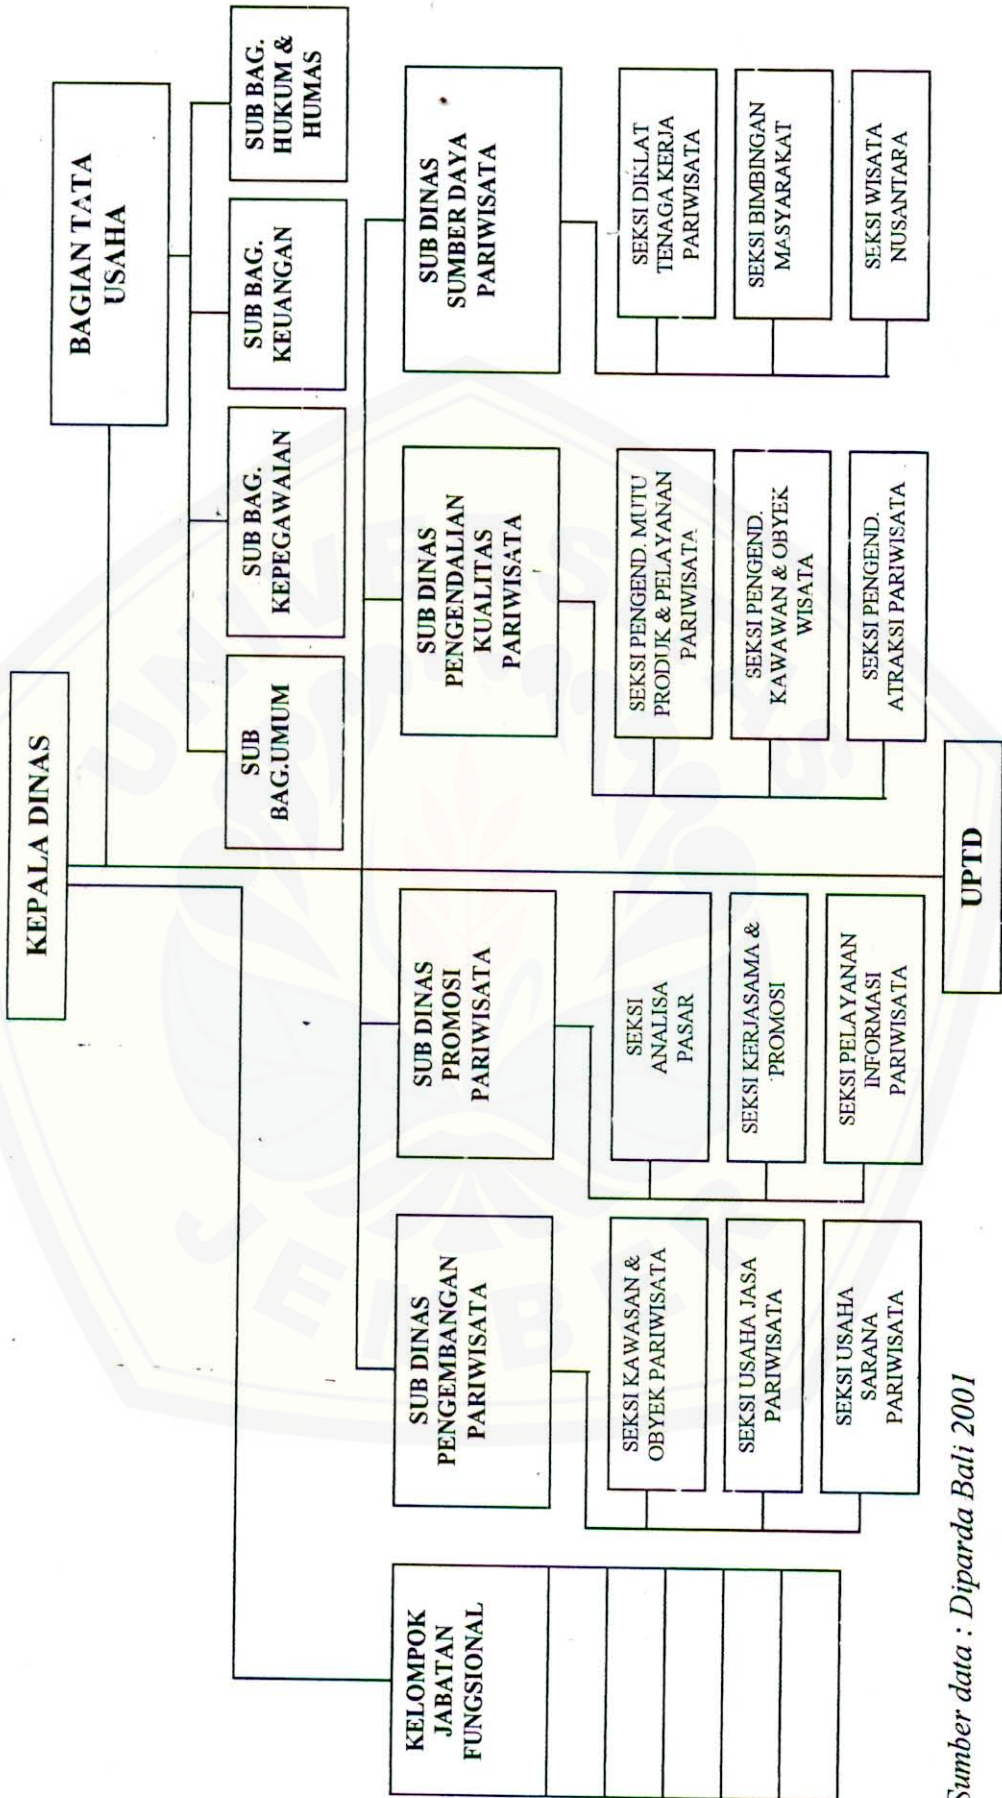 KEPALA DINAS
BAGIAN TATA
USAHA
SUB
BAG.UMUM
SUB BAG.
KEPEGAWAIAN
SUB BAG.
KEUANGAN
SUB BAG.
HUKUM &
HUMAS
KELOMPOK
JABATAN
FUNGSIONAL
SUB DINAS
PENGEMBANGAN
PARIWISATA
SEKSI KAWASAN &
OBYEK PARIWISATA
SEKSI USAHA JASA
PARIWISATA
SEKSI USAHA
SARANA
PARIWISATA
SUB DINAS
PROMOSI
PARIWISATA
SEKSI
ANALISA
PASAR
SEKSI KERJASAMA &
PROMOSI
SEKSI PELAYANAN
INFORMASI
PARIWISATA
SUB DINAS
PENGENDALIAN
KUALITAS
PARIWISATA
SEKSI PENGEND. MUTU
PRODUK & PELAYANAN
PARIWISATA
SEKSI PENGEND.
KAWAWAN & OBYEK
WISATA
SEKSI PENGEND.
ATRAKSI PARIWISATA
SUB DINAS
SUMBER DAYA
PARIWISATA
SEKSI DIKLAT
TENAGA KERJA
PARIWISATA
SEKSI BIMBINGAN
MASYARAKAT
SEKSI WISATA
NUSANTARA
UPTD
Sumber data : Diparda Bali 2001
UNIVERSITAS
JEMBER